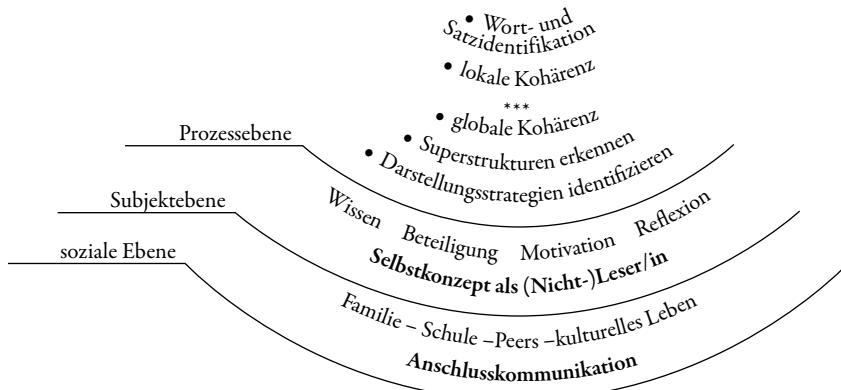 • Wort- und
Satzidentifikation
• lokale Kohärenz
***
• globale Kohärenz
• Superstrukturen erkennen
• Darstellungsstrategien identifizieren
Prozessebene
Wissen Beteiligung Motivation Reflexion
Selbstkonzept als (Nicht-)Leser/in
Subjektebene
Familie – Schule –Peers –kulturelles Leben
Anschlusskommunikation
soziale Ebene